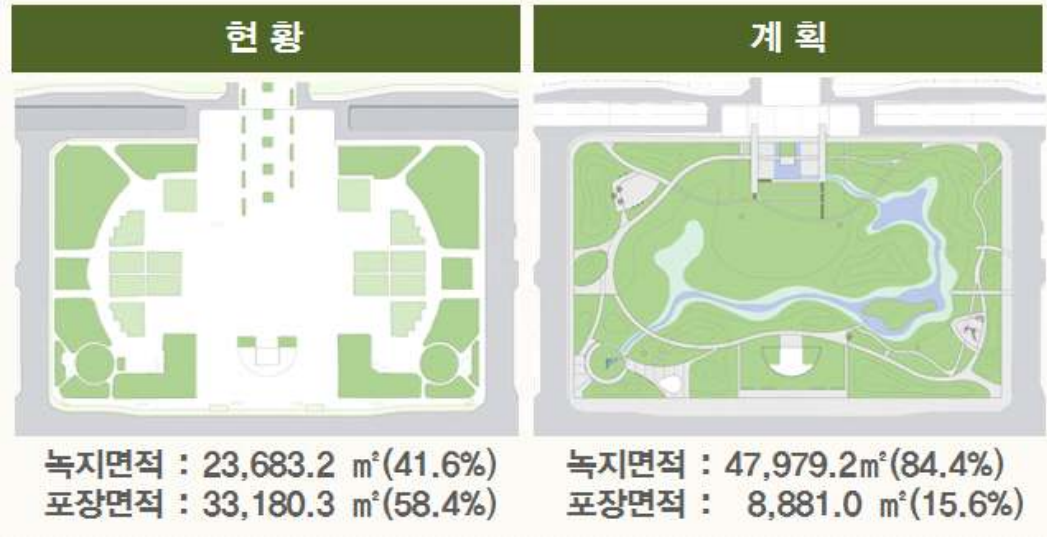 현 황
계 획
녹지면적 : 23,683.2 ㎡(41.6%)
포장면적 : 33,180.3 ㎡(58.4%)
녹지면적 : 47,979.2㎡(84.4%)
포장면적 : 8,881.0 ㎡(15.6%)